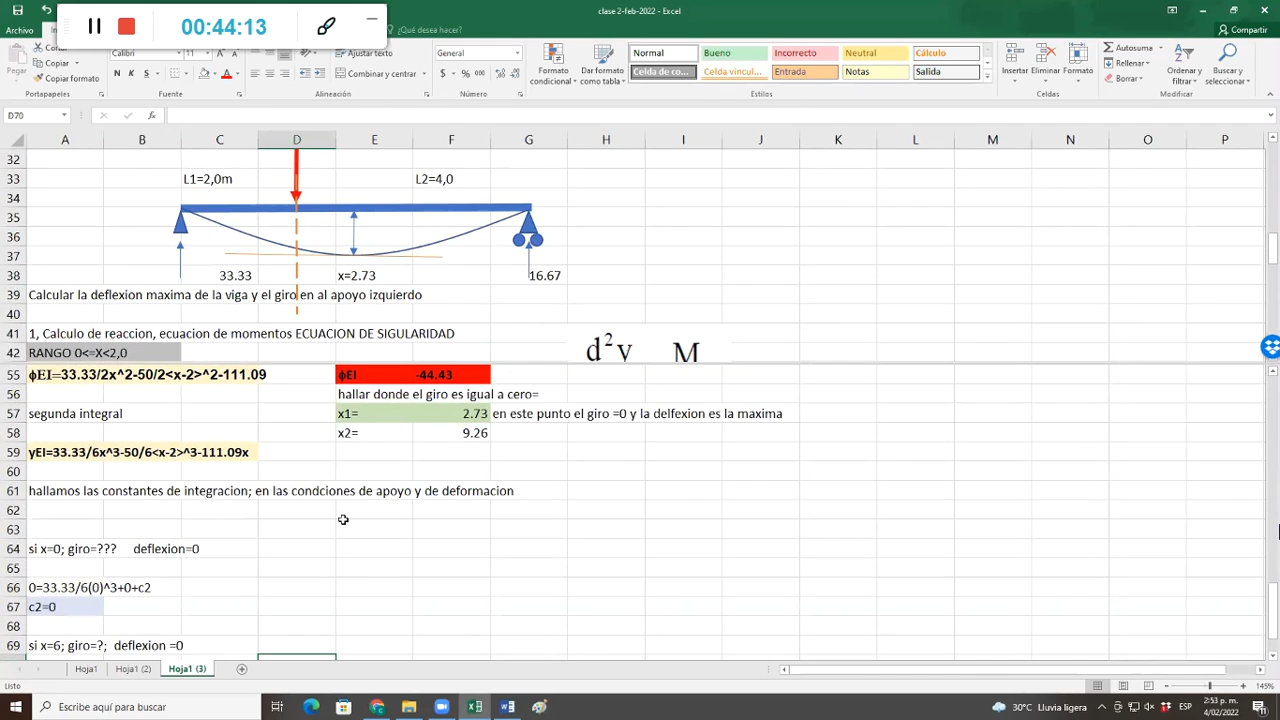 00:44:13
clase 2-feb-2022 - Excel
Archivo
¿Qué desea hacer?
Compartir
Pegar
Cortar
Copiar
Copiar formato
Calibri
N K S
Ajustar texto
Combinar y centrar
General
$ % 000
Formato condicional
Dar formato como tabla
Normal Bueno Incorrecto Neutral Cálculo
Celda de co... Celda vincul... Entrada Notas Salida
Insertar Eliminar Formato
Autosuma
Rellenar
Borrar
Ordenar y filtrar
Buscar y seleccionar
Portapapeles Fuente Alineación Número Estilos Celdas Modificar
D70 fx
A B C D E F G H I J K L M N O P
32
33 L1=2,0m L2=4,0
34
35
36
37
38 33.33 x=2.73 16.67
39 Calcular la deflexion maxima de la viga y el giro en al apoyo izquierdo
40
41 1, Calculo de reaccion, ecuacion de momentos ECUACION DE SIGULARIDAD
42 RANGO 0<=X<2,0 d²y M
55 ϕEI=33.33/2x^2-50/2<x-2>^2-111.09 ϕEI -44.43
56 hallar donde el giro es igual a cero=
57 segunda integral x1= 2.73 en este punto el giro =0 y la delfexion es la maxima
58 x2= 9.26
59 yEI=33.33/6x^3-50/6<x-2>^3-111.09x
60
61 hallamos las constantes de integracion; en las condciones de apoyo y de deformacion
62
63
64 si x=0; giro=??? deflexion=0
65
66 0=33.33/6(0)^3+0+c2
67 c2=0
68
69 si x=6; giro=?; deflexion =0
Hoja1 Hoja1 (2) Hoja1 (3)
Listo
145%
Escribe aquí para buscar
30°C Lluvia ligera
ESP
2:53 p. m.
4/02/2022